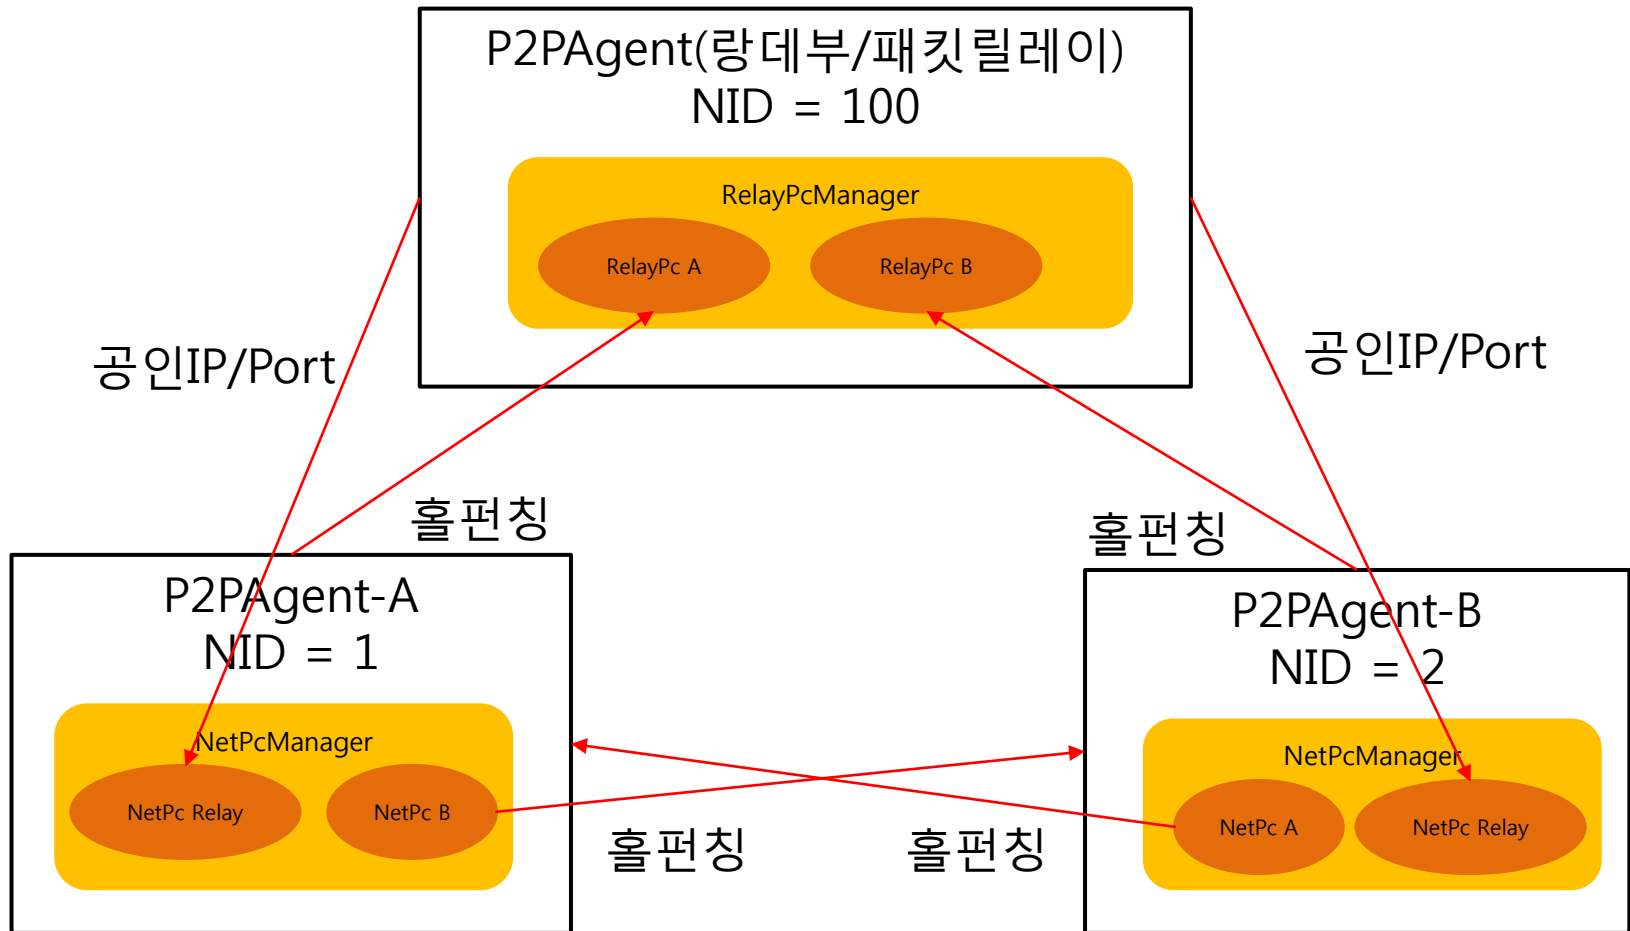 P2PAgent(랑데부/패킷릴레이)
NID = 100
RelayPcManager
RelayPc A
RelayPc B
공인IP/Port
공인IP/Port
홀펀칭
홀펀칭
P2PAgent-A
NID = 1
NetPcManager
NetPc Relay
NetPc B
P2PAgent-B
NID = 2
NetPcManager
NetPc A
NetPc Relay
홀펀칭
홀펀칭